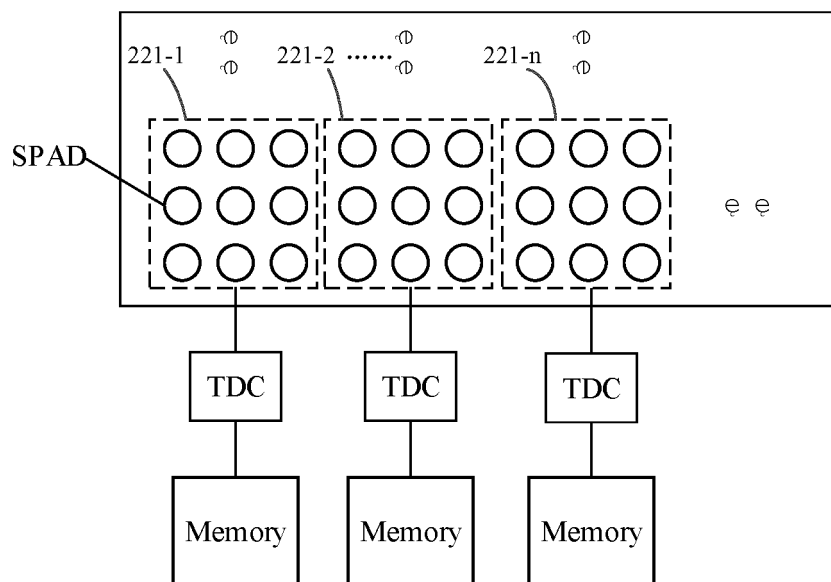 221-1
221-2 ……
221-n
SPAD
TDC
TDC
TDC
Memory
Memory
Memory